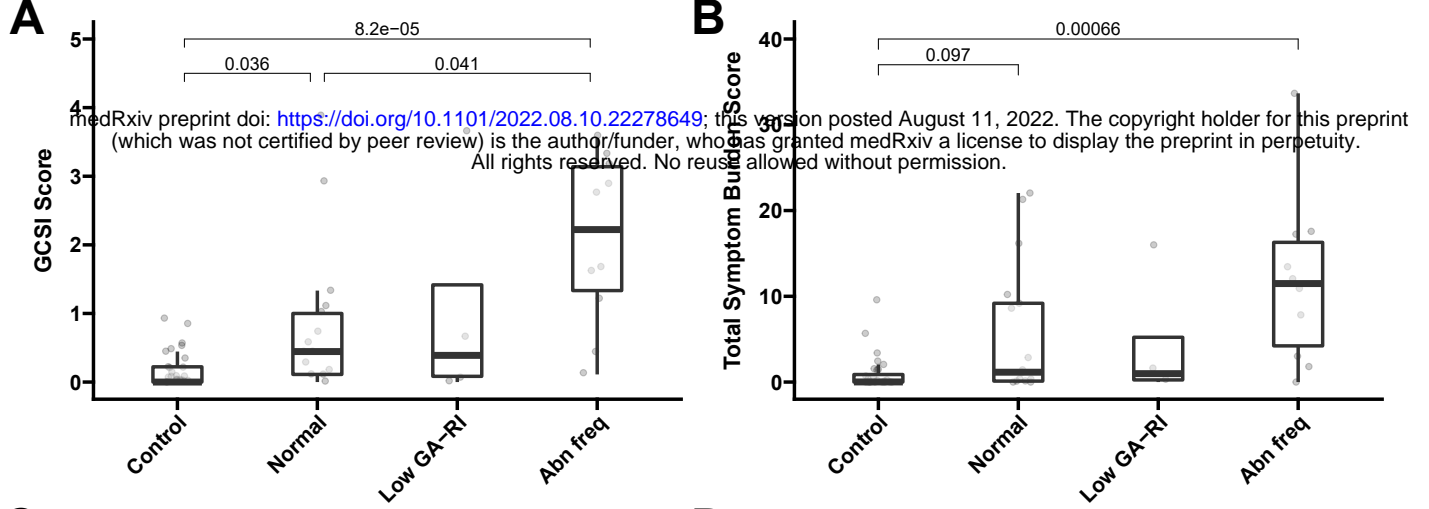 A
B
8.2e−05
0.036
0.041
0.00066
0.097
5
4
3
2
1
0
GCSI Score
40
30
20
10
0
Total Symptom Burden Score
medRxiv preprint doi: https://doi.org/10.1101/2022.08.10.22278649; this version posted August 11, 2022. The copyright holder for this preprint
(which was not certified by peer review) is the author/funder, who has granted medRxiv a license to display the preprint in perpetuity.
All rights reserved. No reuse allowed without permission.
Control
Normal
Low GA−RI
Abn freq
Control
Normal
Low GA−RI
Abn freq